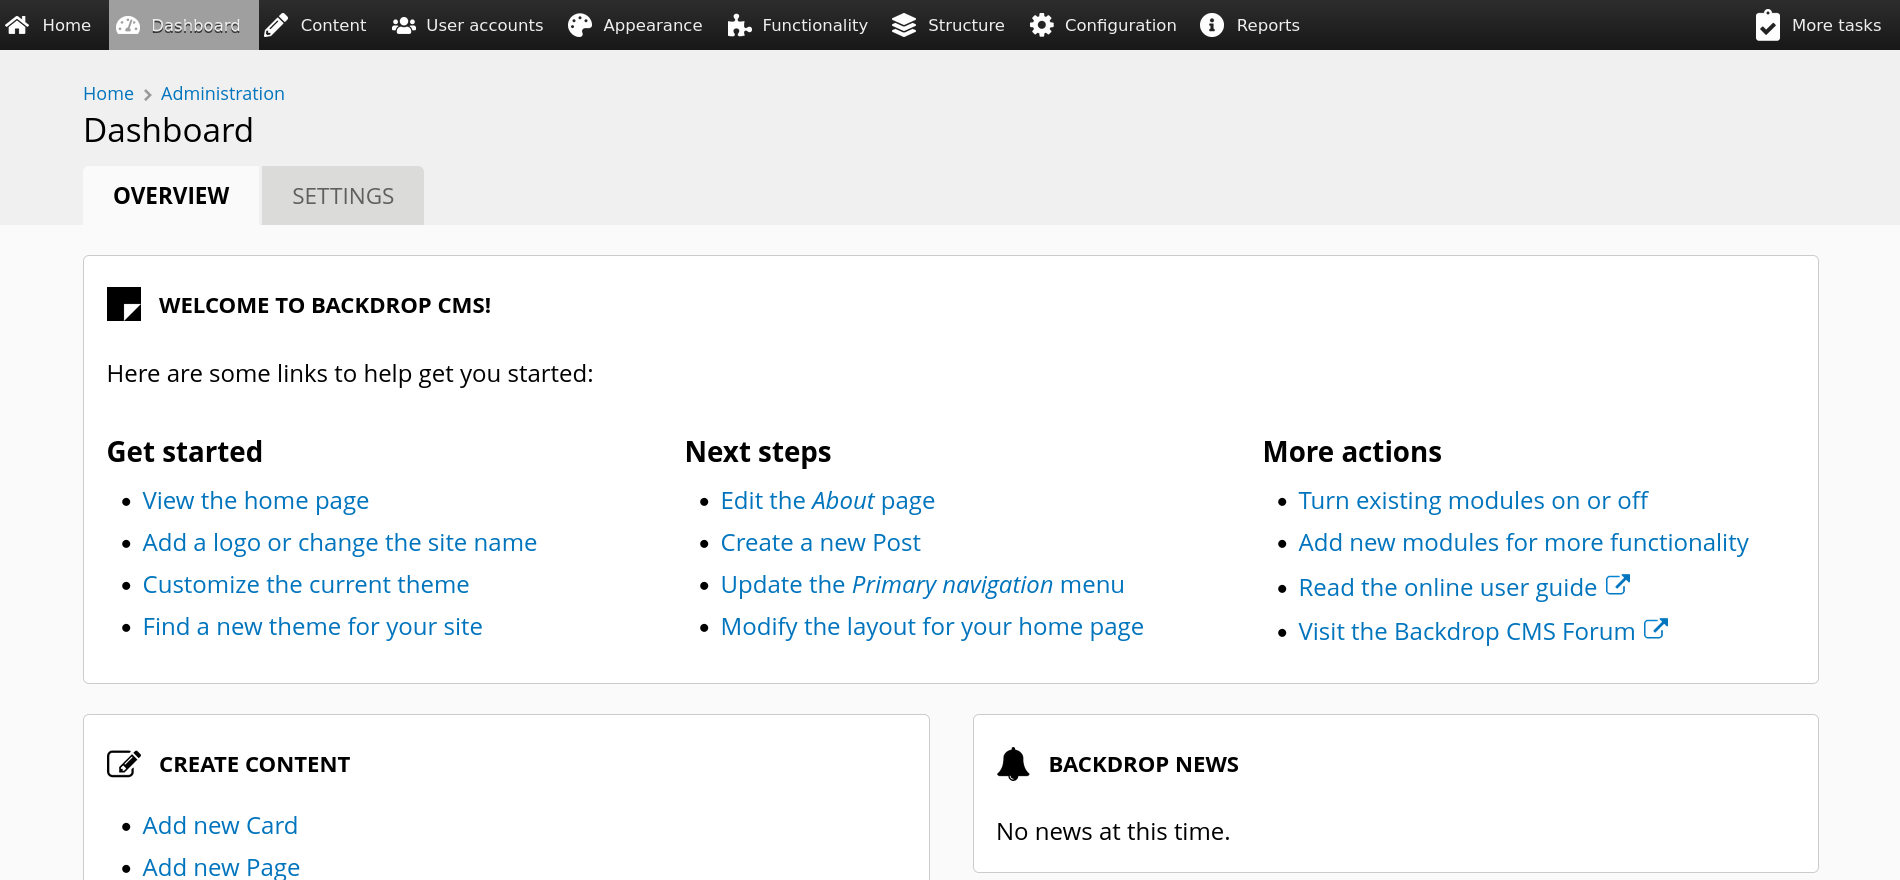 Home Dashboard Content User accounts Appearance Functionality Structure Configuration Reports More tasks
Home Administration
Dashboard
OVERVIEW SETTINGS
WELCOME TO BACKDROP CMS!
Here are some links to help get you started:
Get started
View the home page
Add a logo or change the site name
Customize the current theme
Find a new theme for your site
Next steps
Edit the About page
Create a new Post
Update the Primary navigation menu
Modify the layout for your home page
More actions
Turn existing modules on or off
Add new modules for more functionality
Read the online user guide
Visit the Backdrop CMS Forum
CREATE CONTENT
Add new Card
Add new Page
BACKDROP NEWS
No news at this time.